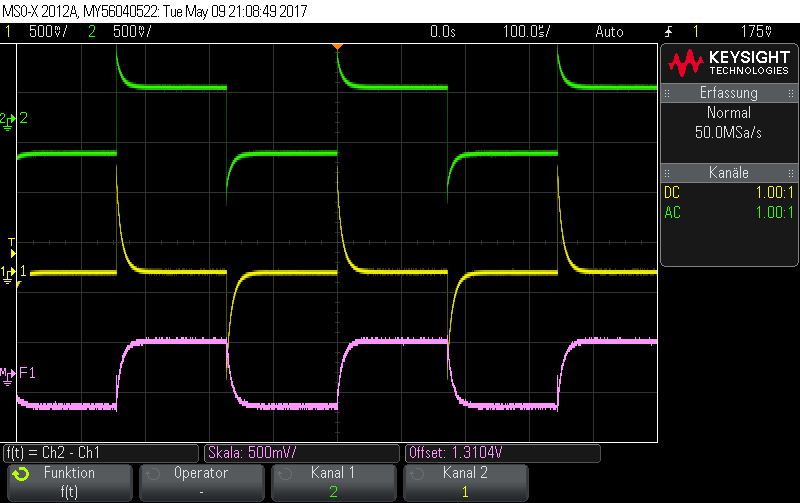 MSO-X 2012A, MY56040522: Tue May 09 21:08:49 2017
1 500㎷/ 2 500㎷/ 0.0s 100.0㎲/ Auto 1 175㎷
KEYSIGHT
TECHNOLOGIES
Erfassung
Normal
50.0MSa/s
Kanäle
DC 1.00:1
AC 1.00:1
2 2
T
1 1
M F1
f(t) = Ch2 - Ch1 Skala: 500mV/ Offset: 1.3104V
Funktion
f(t)
Operator
-
Kanal 1
2
Kanal 2
1